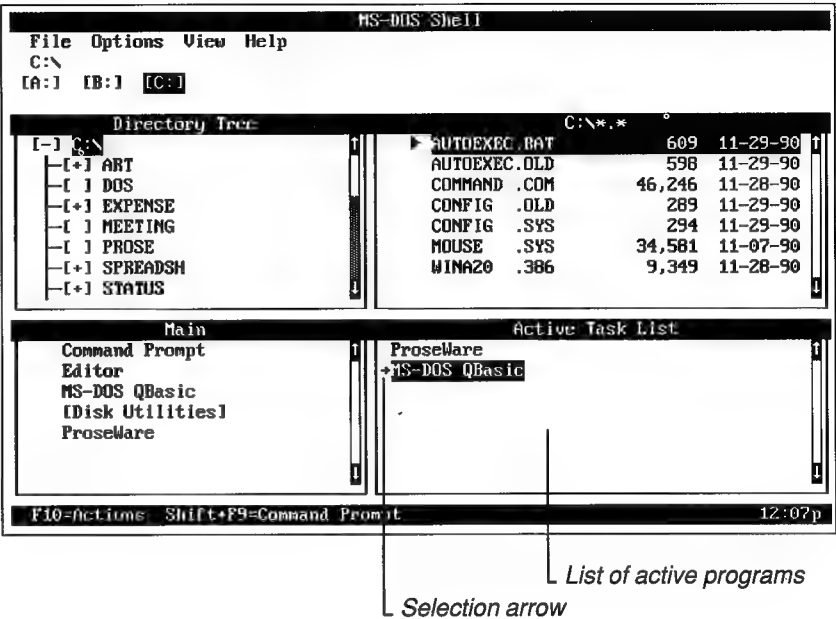 MS-DOS Shell
File Options View Help
C:\
[A:] [B:] [C:]
Directory Tree
[-] C:\
[+] ART
[ ] DOS
[+] EXPENSE
[ ] MEETING
[ ] PROSE
[+] SPREADSH
[+] STATUS
C:\*.*
AUTOEXEC.BAT 609 11-29-90
AUTOEXEC.OLD 598 11-29-90
COMMAND .COM 46,246 11-28-90
CONFIG .OLD 289 11-29-90
CONFIG .SYS 294 11-29-90
MOUSE .SYS 34,581 11-07-90
WINA20 .386 9,349 11-28-90
Main
Command Prompt
Editor
MS-DOS QBasic
[Disk Utilities]
ProseWare
Active Task List
ProseWare
MS-DOS QBasic
F10=Actions Shift+F9=Command Prompt 12:07p
List of active programs
Selection arrow